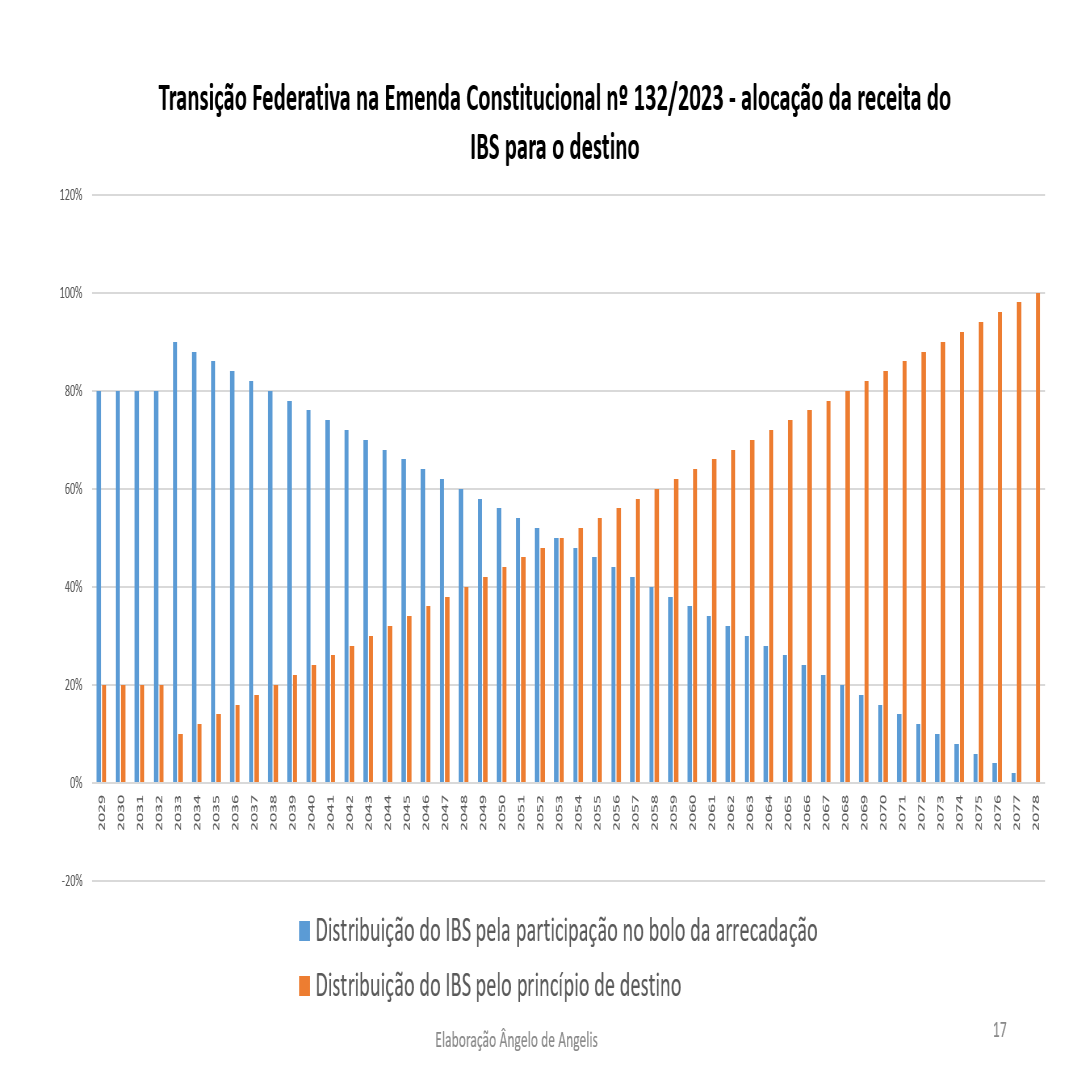 Transição Federativa na Emenda Constitucional nº 132/2023 - alocação da receita do
IBS para o destino
120%
100%
80%
60%
40%
20%
0%
2029 2030 2031 2032 2033 2034 2035 2036 2037 2038 2039 2040 2041 2042 2043 2044 2045 2046 2047 2048 2049 2050 2051 2052 2053 2054 2055 2056 2057 2058 2059 2060 2061 2062 2063 2064 2065 2066 2067 2068 2069 2070 2071 2072 2073 2074 2075 2076 2077 2078
-20%
Distribuição do IBS pela participação no bolo da arrecadação
Distribuição do IBS pelo princípio de destino
Elaboração Ângelo de Angelis
17